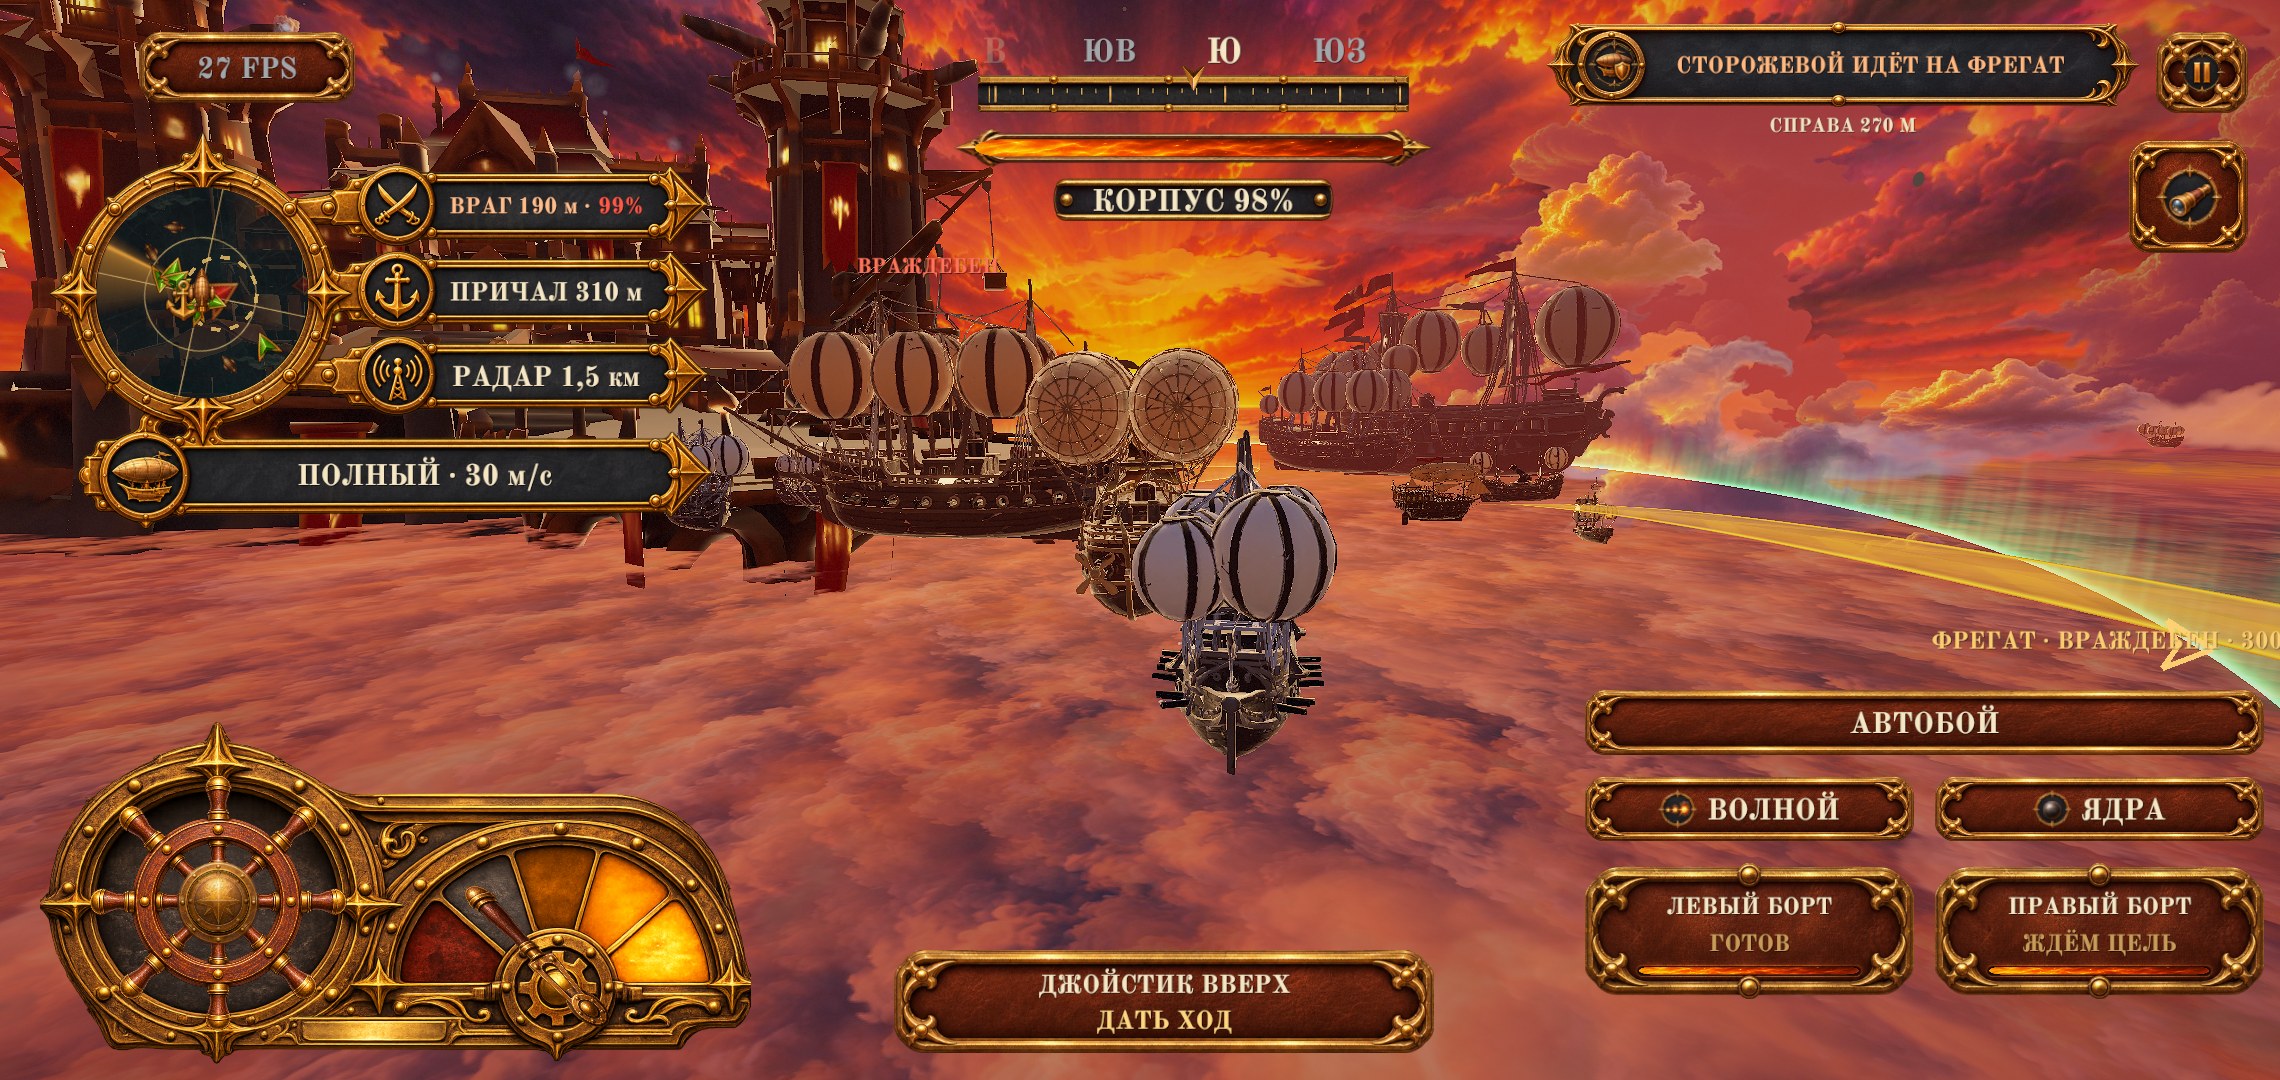 27 FPS
В ЮВ Ю ЮЗ
СТОРОЖЕВОЙ ИДЁТ НА ФРЕГАТ
СПРАВА 270 М
ВРАГ 190 м · 99%
КОРПУС 98%
ВРАЖДЕБЕН
ПРИЧАЛ 310 м
РАДАР 1,5 км
ПОЛНЫЙ · 30 м/с
ФРЕГАТ · ВРАЖДЕБЕН · 300
АВТОБОЙ
ВОЛНОЙ
ЯДРА
ЛЕВЫЙ БОРТ
ГОТОВ
ПРАВЫЙ БОРТ
ЖДЁМ ЦЕЛЬ
ДЖОЙСТИК ВВЕРХ
ДАТЬ ХОД